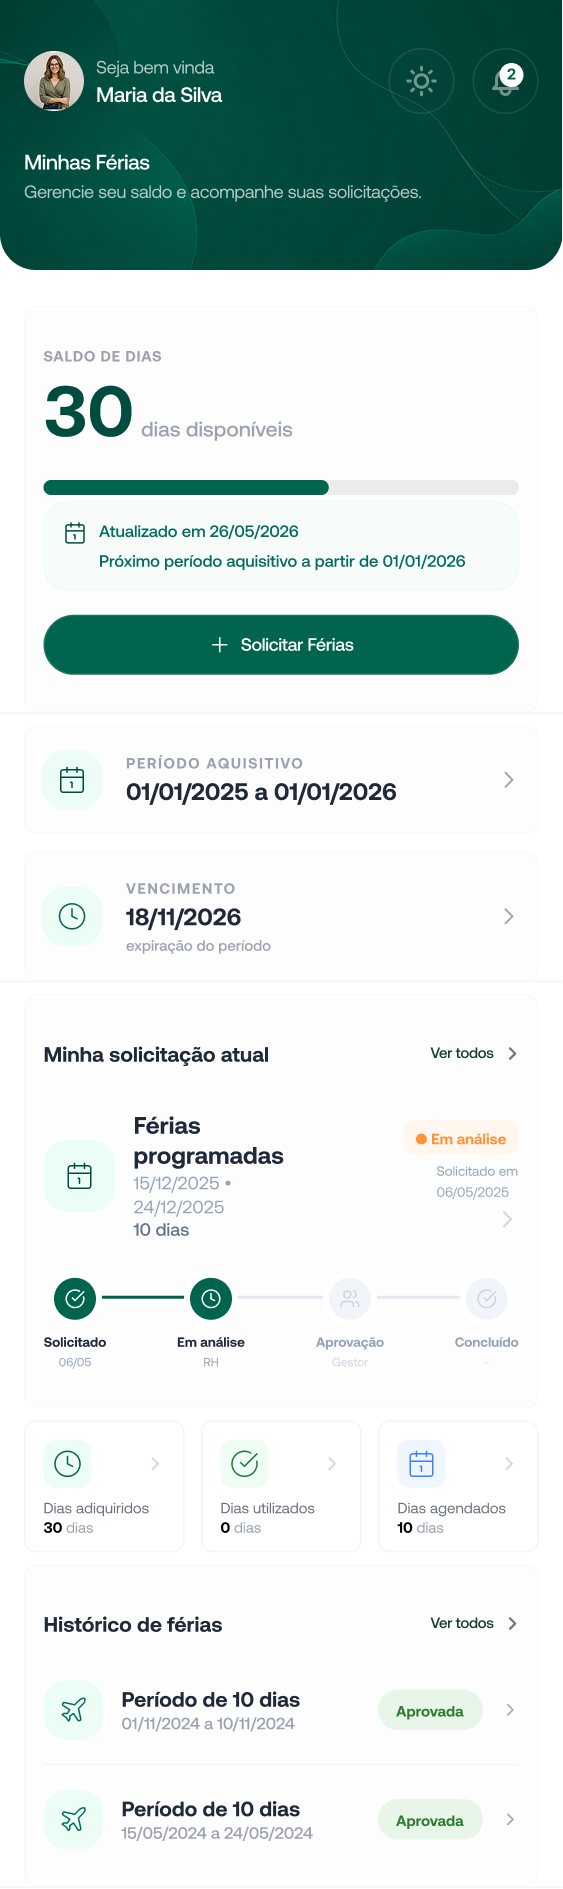 Seja bem vinda
Maria da Silva
2
Minhas Férias
Gerencie seu saldo e acompanhe suas solicitações.
SALDO DE DIAS
30 dias disponíveis
1
Atualizado em 26/05/2026
Próximo período aquisitivo a partir de 01/01/2026
Solicitar Férias
1
PERÍODO AQUISITIVO
01/01/2025 a 01/01/2026
VENCIMENTO
18/11/2026
expiração do período
Minha solicitação atual
Ver todos
1
Férias
programadas
15/12/2025 •
24/12/2025
10 dias
Em análise
Solicitado em
06/05/2025
Solicitado
06/05
Em análise
RH
Aprovação
Gestor
Concluído
-
Dias adiquiridos
30 dias
Dias utilizados
0 dias
1
Dias agendados
10 dias
Histórico de férias
Ver todos
Período de 10 dias
01/11/2024 a 10/11/2024
Aprovada
Período de 10 dias
15/05/2024 a 24/05/2024
Aprovada